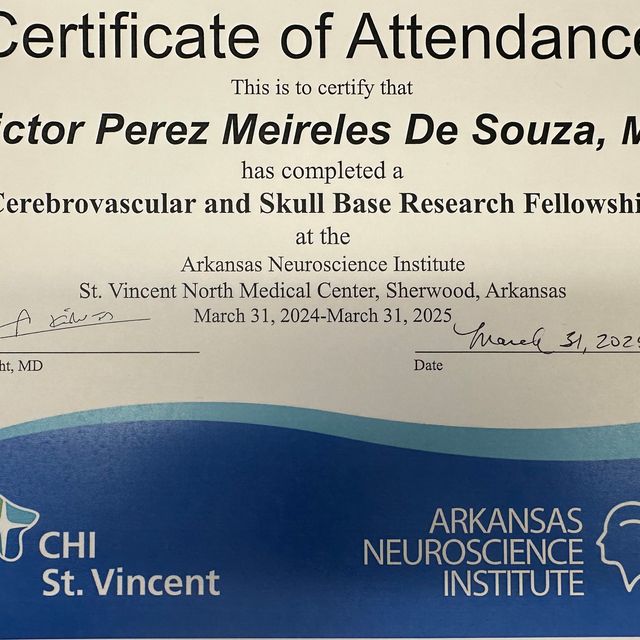 Certificate of Attendance
This is to certify that
ictor Perez Meireles De Souza, M
has completed a
Cerebrovascular and Skull Base Research Fellowshi
at the
Arkansas Neuroscience Institute
St. Vincent North Medical Center, Sherwood, Arkansas
March 31, 2024-March 31, 2025
March 31, 2025
ht, MD
Date
CHI
St. Vincent
ARKANSAS
NEUROSCIENCE
INSTITUTE